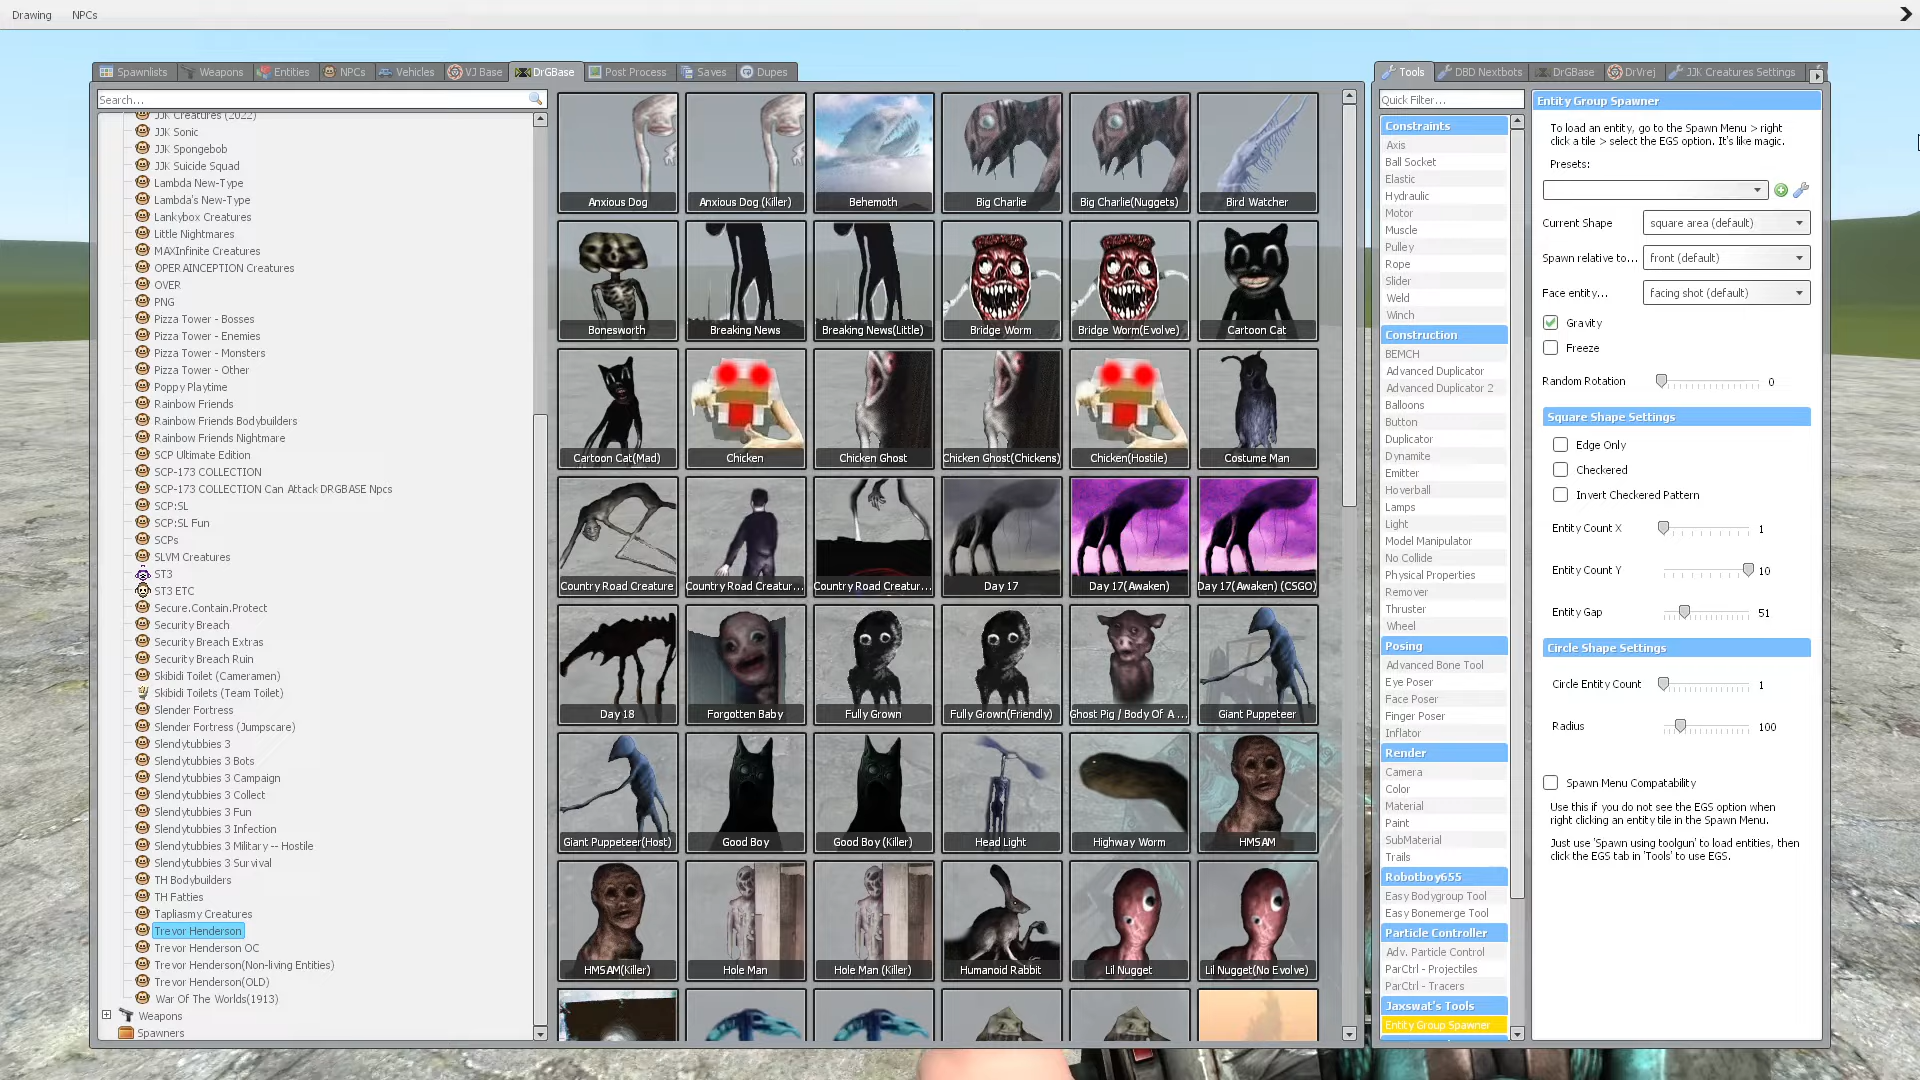 Drawing
NPCs
Spawnlists
Weapons
Entities
NPCs
Vehicles
VJ Base
DrGBase
Post Process
Saves
Dupes
Search...
JJK Creatures (2022)
JJK Sonic
JJK Spongebob
JJK Suicide Squad
Lambda New-Type
Lambda's New-Type
Lankybox Creatures
Little Nightmares
MAXInfinite Creatures
OPERAINCEPTION Creatures
OVER
PNG
Pizza Tower - Bosses
Pizza Tower - Enemies
Pizza Tower - Monsters
Pizza Tower - Other
Poppy Playtime
Rainbow Friends
Rainbow Friends Bodybuilders
Rainbow Friends Nightmare
SCP Ultimate Edition
SCP-173 COLLECTION
SCP-173 COLLECTION Can Attack DRGBASE Npcs
SCP:SL
SCP:SL Fun
SCPs
SLVM Creatures
ST3
ST3 ETC
Secure.Contain.Protect
Security Breach
Security Breach Extras
Security Breach Ruin
Skibidi Toilet (Cameramen)
Skibidi Toilets (Team Toilet)
Slender Fortress
Slender Fortress (Jumpscare)
Slendytubbies 3
Slendytubbies 3 Bots
Slendytubbies 3 Campaign
Slendytubbies 3 Collect
Slendytubbies 3 Fun
Slendytubbies 3 Infection
Slendytubbies 3 Military -- Hostile
Slendytubbies 3 Survival
TH Bodybuilders
TH Fatties
Tapliasmy Creatures
Trevor Henderson
Trevor Henderson OC
Trevor Henderson(Non-living Entities)
Trevor Henderson(OLD)
War Of The Worlds(1913)
Weapons
Spawners
Anxious Dog
Anxious Dog (Killer)
Behemoth
Big Charlie
Big Charlie(Nuggets)
Bird Watcher
Bonesworth
Breaking News
Breaking News(Little)
Bridge Worm
Bridge Worm(Evolve)
Cartoon Cat
Cartoon Cat(Mad)
Chicken
Chicken Ghost
Chicken Ghost(Chickens)
Chicken(Hostile)
Costume Man
Country Road Creature
Country Road Creatur...
Country Road Creatur...
Day 17
Day 17(Awaken)
Day 17(Awaken) (CSGO)
Day 18
Forgotten Baby
Fully Grown
Fully Grown(Friendly)
Ghost Pig / Body Of A ...
Giant Puppeteer
Giant Puppeteer(Host)
Good Boy
Good Boy (Killer)
Head Light
Highway Worm
HMSAM
HMSAM(Killer)
Hole Man
Hole Man (Killer)
Humanoid Rabbit
Lil Nugget
Lil Nugget(No Evolve)
Tools
DBD Nextbots
DrGBase
DrVrej
JJK Creatures Settings
Quick Filter...
Constraints
Axis
Ball Socket
Elastic
Hydraulic
Motor
Muscle
Pulley
Rope
Slider
Weld
Winch
Construction
BEMCH
Advanced Duplicator
Advanced Duplicator 2
Balloons
Button
Duplicator
Dynamite
Emitter
Hoverball
Lamps
Light
Model Manipulator
No Collide
Physical Properties
Remover
Thruster
Wheel
Posing
Advanced Bone Tool
Eye Poser
Face Poser
Finger Poser
Inflator
Render
Camera
Color
Material
Paint
SubMaterial
Trails
Robotboy655
Easy Bodygroup Tool
Easy Bonemerge Tool
Particle Controller
Adv. Particle Control
ParCtrl - Projectiles
ParCtrl - Tracers
Jaxswat's Tools
Entity Group Spawner
Entity Group Spawner
To load an entity, go to the Spawn Menu > right
click a tile > select the EGS option. It's like magic.
Presets:
Current Shape
square area (default)
Spawn relative to...
front (default)
Face entity...
facing shot (default)
Gravity
Freeze
Random Rotation
0
Square Shape Settings
Edge Only
Checkered
Invert Checkered Pattern
Entity Count X
1
Entity Count Y
10
Entity Gap
51
Circle Shape Settings
Circle Entity Count
1
Radius
100
Spawn Menu Compatability
Use this if you do not see the EGS option when
right clicking an entity tile in the Spawn Menu.
Just use 'Spawn using toolgun' to load entities, then
click the EGS tab in 'Tools' to use EGS.